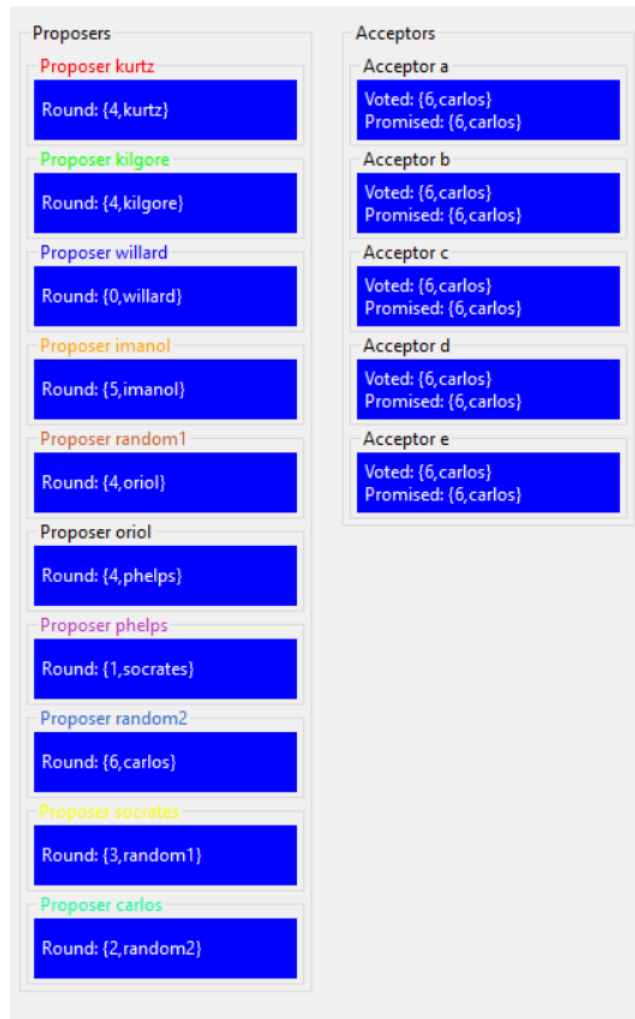 Proposers
Proposer kurtz
Round: {4,kurtz}
Proposer kilgore
Round: {4,kilgore}
Proposer willard
Round: {0,willard}
Proposer imanol
Round: {5,imanol}
Proposer random1
Round: {4,oriol}
Proposer oriol
Round: {4,phelps}
Proposer phelps
Round: {1,socrates}
Proposer random2
Round: {6,carlos}
Proposer socrates
Round: {3,random1}
Proposer carlos
Round: {2,random2}
Acceptors
Acceptor a
Voted: {6,carlos}
Promised: {6,carlos}
Acceptor b
Voted: {6,carlos}
Promised: {6,carlos}
Acceptor c
Voted: {6,carlos}
Promised: {6,carlos}
Acceptor d
Voted: {6,carlos}
Promised: {6,carlos}
Acceptor e
Voted: {6,carlos}
Promised: {6,carlos}